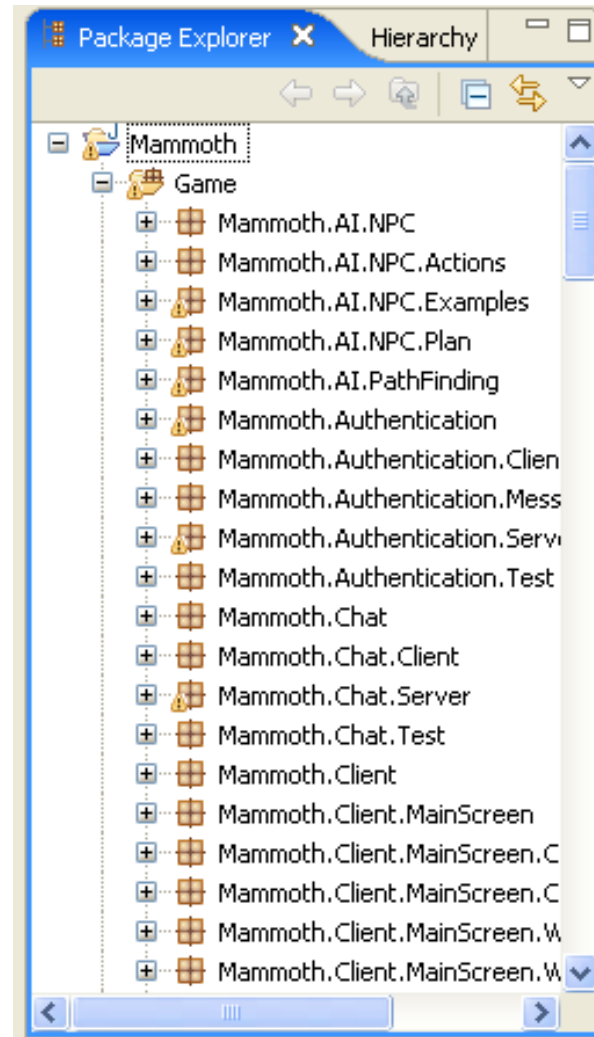 Package Explorer Hierarchy
Mammoth
Game
Mammoth.AI.NPC
Mammoth.AI.NPC.Actions
Mammoth.AI.NPC.Examples
Mammoth.AI.NPC.Plan
Mammoth.AI.PathFinding
Mammoth.Authentication
Mammoth.Authentication.Clien
Mammoth.Authentication.Mess
Mammoth.Authentication.Serv
Mammoth.Authentication.Test
Mammoth.Chat
Mammoth.Chat.Client
Mammoth.Chat.Server
Mammoth.Chat.Test
Mammoth.Client
Mammoth.Client.MainScreen
Mammoth.Client.MainScreen.C
Mammoth.Client.MainScreen.C
Mammoth.Client.MainScreen.W
Mammoth.Client.MainScreen.W